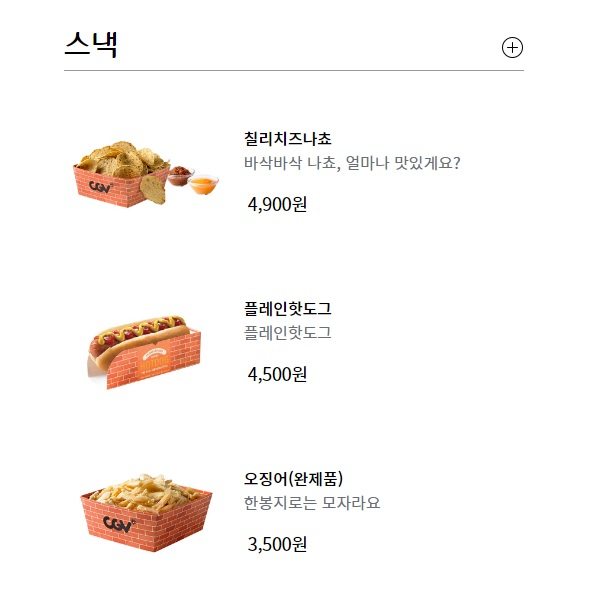 스낵
칠리치즈나쵸
바삭바삭 나쵸, 얼마나 맛있게요?
CGV
4,900원
플레인핫도그
플레인핫도그
4,500원
오징어(완제품)
한봉지로는 모자라요
CGV
3,500원